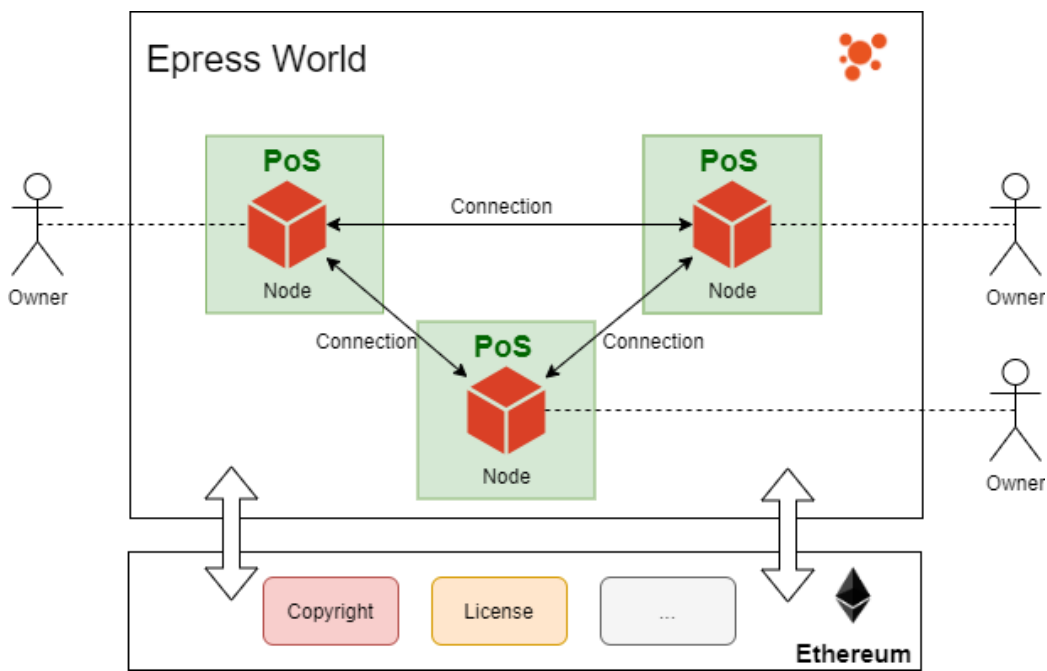 Epress World
PoS
PoS
Connection
Node
Node
Owner
Owner
Connection
Connection
PoS
Node
Owner
Copyright
License
...
Ethereum